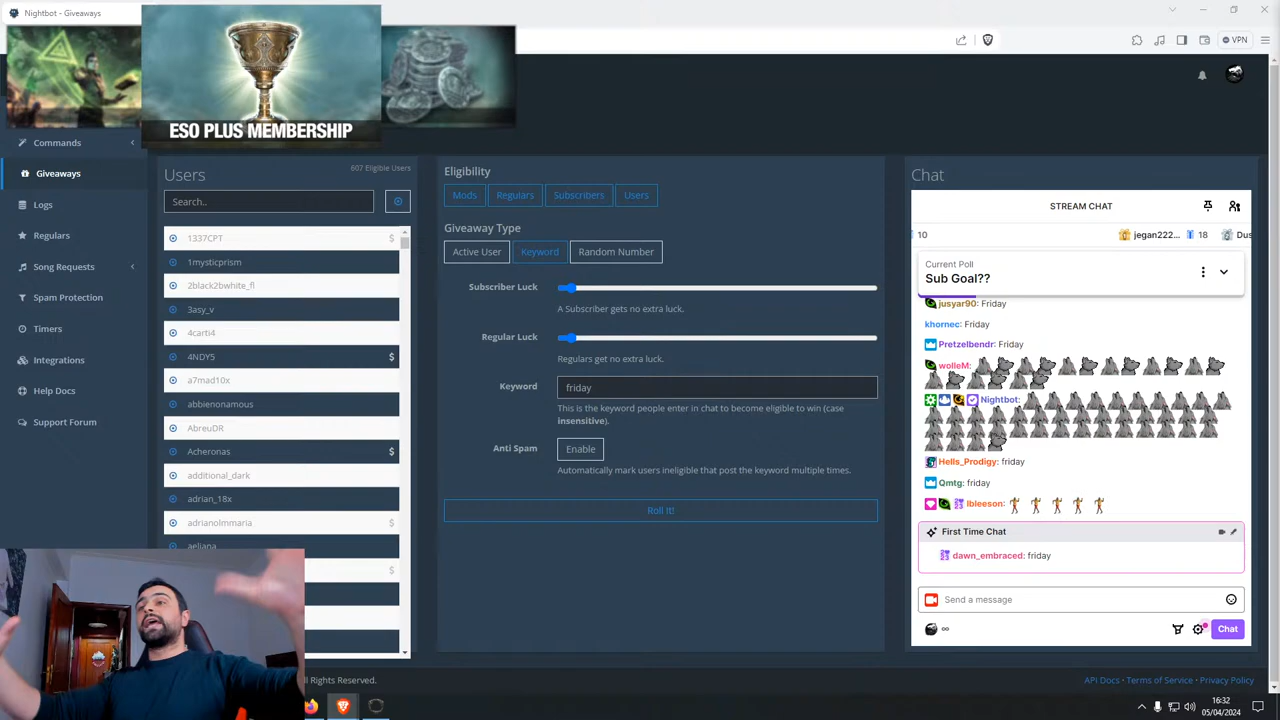 Nightbot - Giveaways
VPN
ESO PLUS MEMBERSHIP
Commands
Giveaways
Logs
Regulars
Song Requests
Spam Protection
Timers
Integrations
Help Docs
Support Forum
Users
607 Eligible Users
Search..
1337CPT $
1mysticprism
2black2bwhite_fl
3asy_v
4carti4
4NDY5 $
a7mad10x
abbienonamous
AbreuDR
Acheronas $
additional_dark
adrian_18x
adrianolmmaria $
aeliana
$
Eligibility
Mods
Regulars
Subscribers
Users
Giveaway Type
Active User
Keyword
Random Number
Subscriber Luck
A Subscriber gets no extra luck.
Regular Luck
Regulars get no extra luck.
Keyword
friday
This is the keyword people enter in chat to become eligible to win (case
insensitive).
Anti Spam
Enable
Automatically mark users ineligible that post the keyword multiple times.
Roll It!
Chat
STREAM CHAT
10 jegan222... 18 Dus
Current Poll
Sub Goal??
jusyar90: Friday
khornec: Friday
Pretzelbendr: Friday
wolieM:
Nightbot:
Hells_Prodigy: friday
Qmtg: friday
lbleeson:
First Time Chat
dawn_embraced: friday
Send a message
∞
Chat
ll Rights Reserved.
API Docs • Terms of Service • Privacy Policy
16:32
05/04/2024